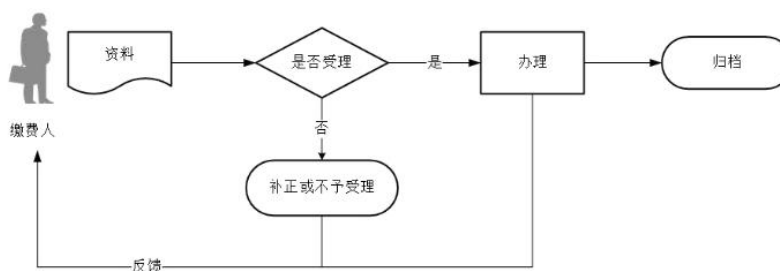 资料
是否受理
是
办理
归档
缴费人
否
补正或不予受理
反馈